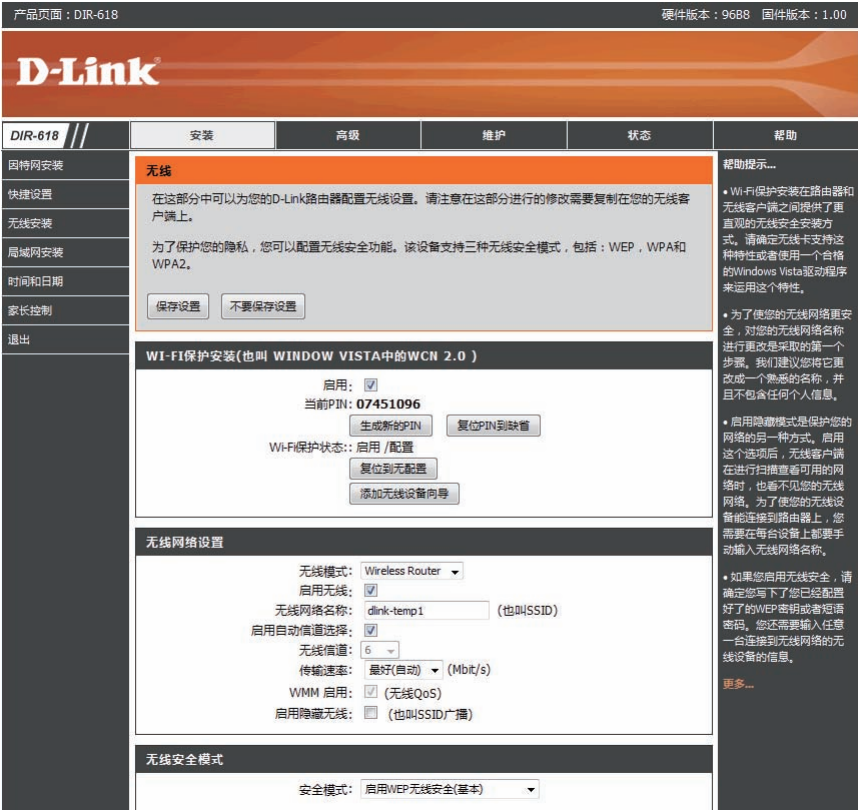 产品页面：DIR-618
硬件版本：96B8 固件版本：1.00
D-Link
DIR-618
安装
高级
维护
状态
帮助
因特网安装
快捷设置
无线安装
局域网安装
时间和日期
家长控制
退出
无线
在这部分中可以为您的D-Link路由器配置无线设置。请注意在这部分进行的修改需要复制在您的无线客
户端上。
为了保护您的隐私，您可以配置无线安全功能。该设备支持三种无线安全模式，包括：WEP，WPA和
WPA2。
保存设置
不要保存设置
WI-FI保护安装(也叫 WINDOW VISTA中的WCN 2.0 )
启用：
当前PIN: 07451096
生成新的PIN
复位PIN到缺省
Wi-Fi保护状态:: 启用 /配置
复位到无配置
添加无线设备向导
无线网络设置
无线模式： Wireless Router
启用无线：
无线网络名称： dlink-temp1 (也叫SSID)
启用自动信道选择：
无线信道： 6
传输速率： 最好(自动) (Mbit/s)
WMM 启用： (无线QoS)
启用隐藏无线： (也叫SSID广播)
无线安全模式
安全模式： 启用WEP无线安全(基本)
帮助提示...
• Wi-Fi保护安装在路由器和
无线客户端之间提供了更
直观的无线安全安装方
式。请确定无线卡支持这
种特性或者使用一个合格
的Windows Vista驱动程序
来运用这个特性。
• 为了使您的无线网络更安
全，对您的无线网络名称
进行更改是采取的第一个
步骤。我们建议您将它更
改成一个熟悉的名称，并
且不包含任何个人信息。
• 启用隐藏模式是保护您的
网络的另一种方式。启用
这个选项后，无线客户端
在进行扫描查看可用的网
络时，也看不见您的无线
网络。为了使您的无线设
备能连接到路由器上，您
需要在每台设备上都要手
动输入无线网络名称。
• 如果您启用无线安全，请
确定您写下了您已经配置
好了的WEP密钥或者短语
密码。您还需要输入任意
一台连接到无线网络的无
线设备的信息。
更多...